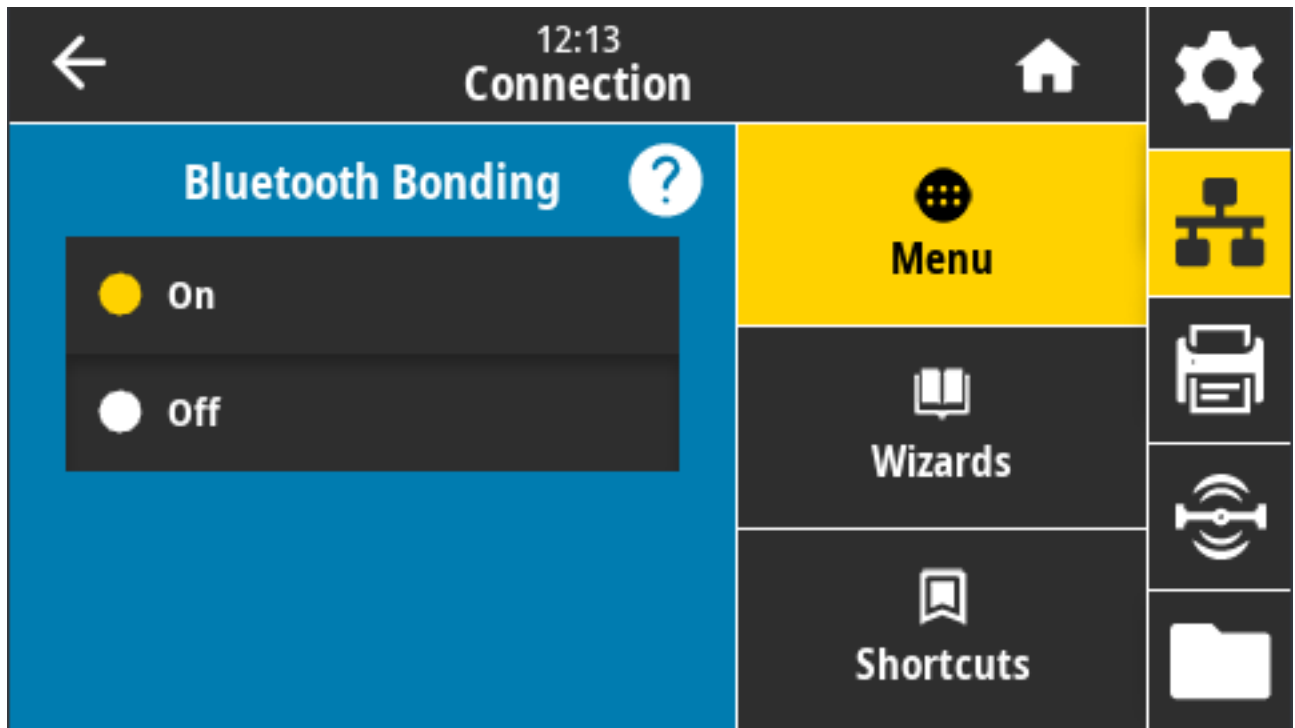 12:13
Connection
Bluetooth Bonding
?
On
Off
Menu
Wizards
Shortcuts